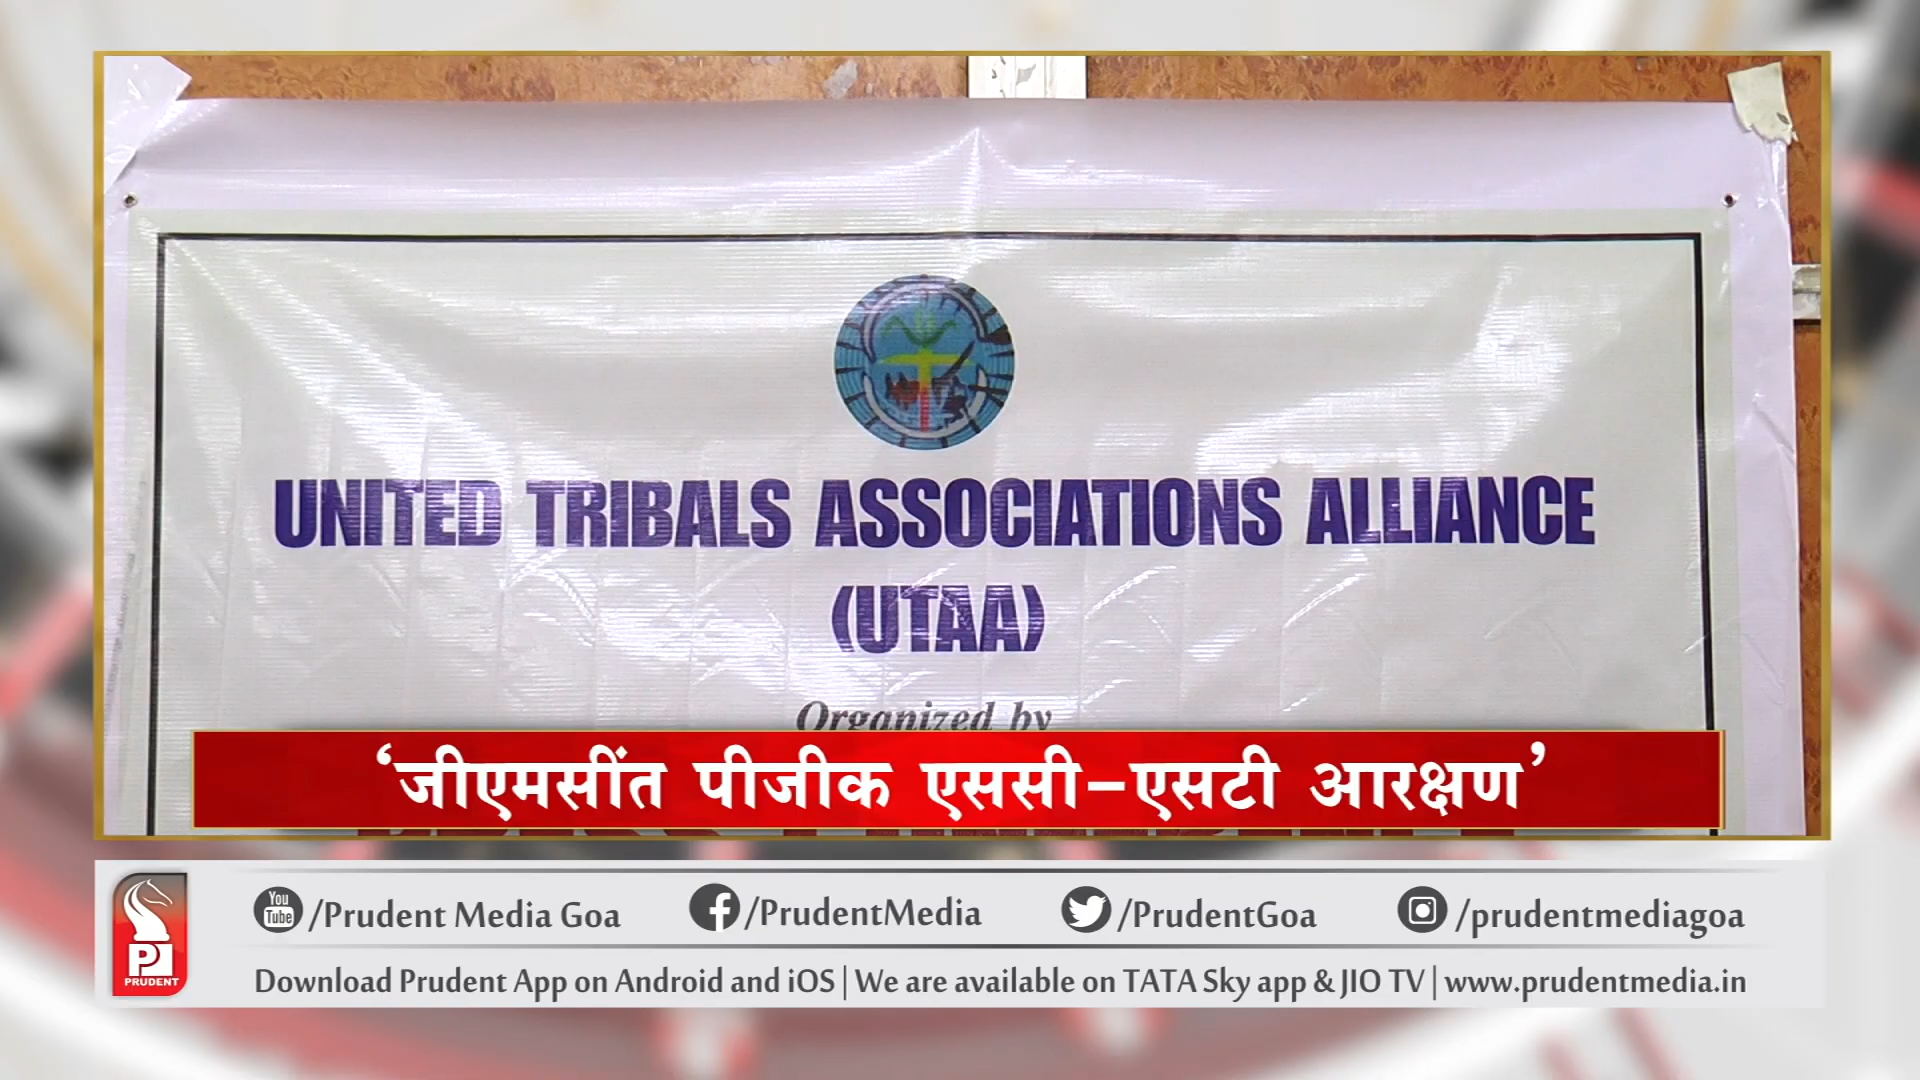 UNITED TRIBALS ASSOCIATIONS ALLIANCE
(UTAA)
Organized by
‘जीएमसींत पीजीक एससी-एसटी आरक्षण’
You Tube /Prudent Media Goa /PrudentMedia /PrudentGoa /prudentmediagoa
PRUDENT
Download Prudent App on Android and iOS | We are available on TATA Sky app & JIO TV | www.prudentmedia.in